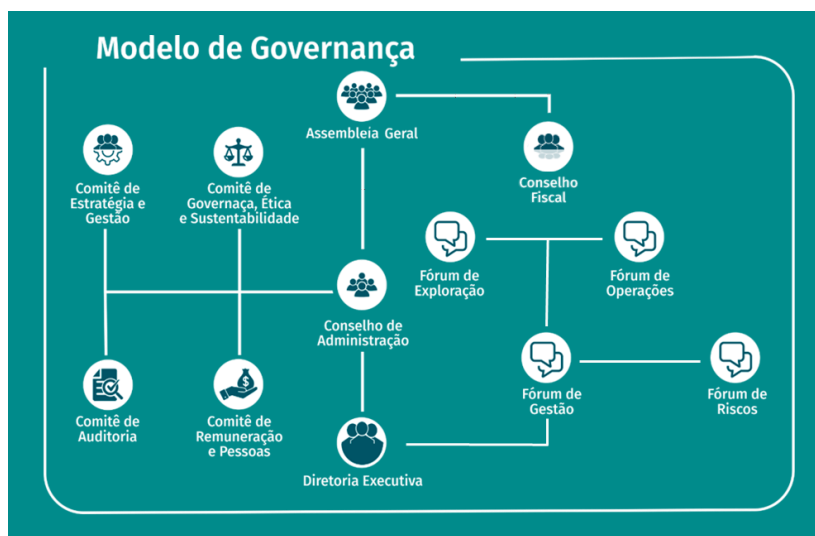 Modelo de Governança
Assembleia Geral
Conselho
Fiscal
Comitê de
Estratégia e
Gestão
Comitê de
Governaça, Ética
e Sustentabilidade
Fórum de
Exploração
Fórum de
Operações
Conselho de
Administração
Comitê de
Auditoria
Comitê de
Remuneração
e Pessoas
Fórum de
Gestão
Fórum de
Riscos
Diretoria Executiva